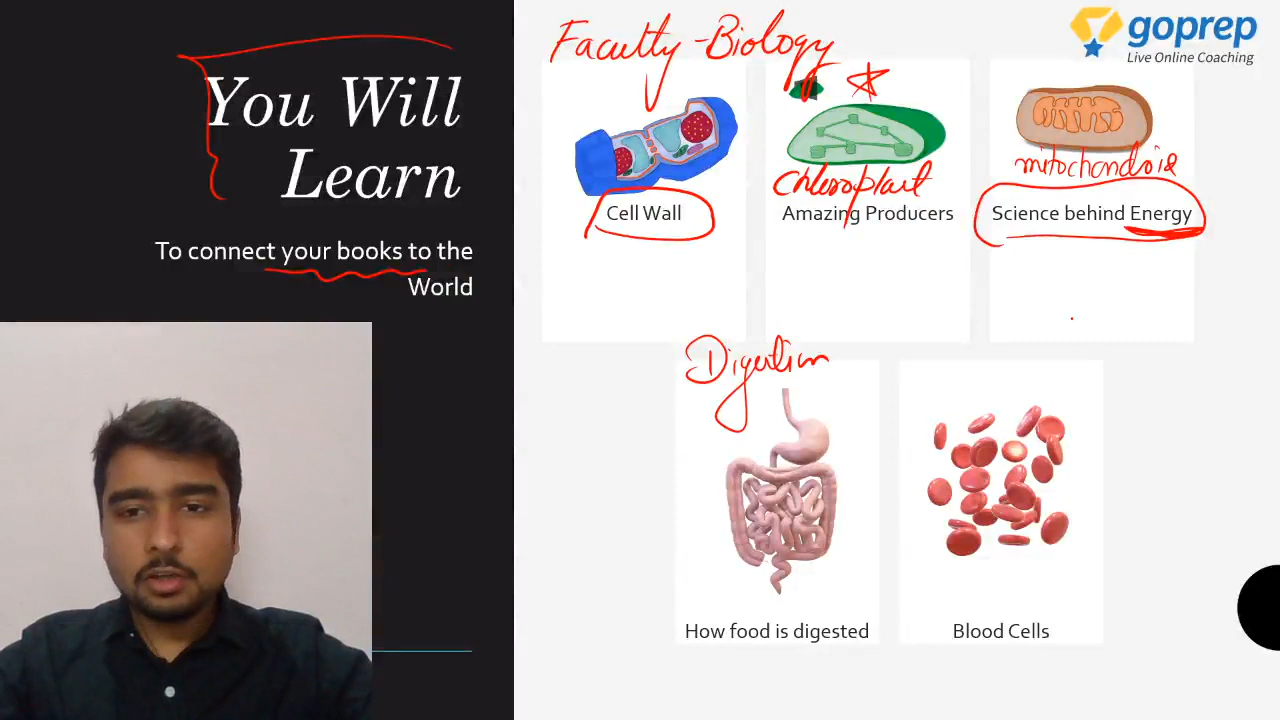 You Will
Learn
To connect your books to the
World
Faculty-Biology
goprep
Live Online Coaching
Cell Wall
chloroplast
Amazing Producers
mitochondoia
Science behind Energy
Digestion
How food is digested
Blood Cells